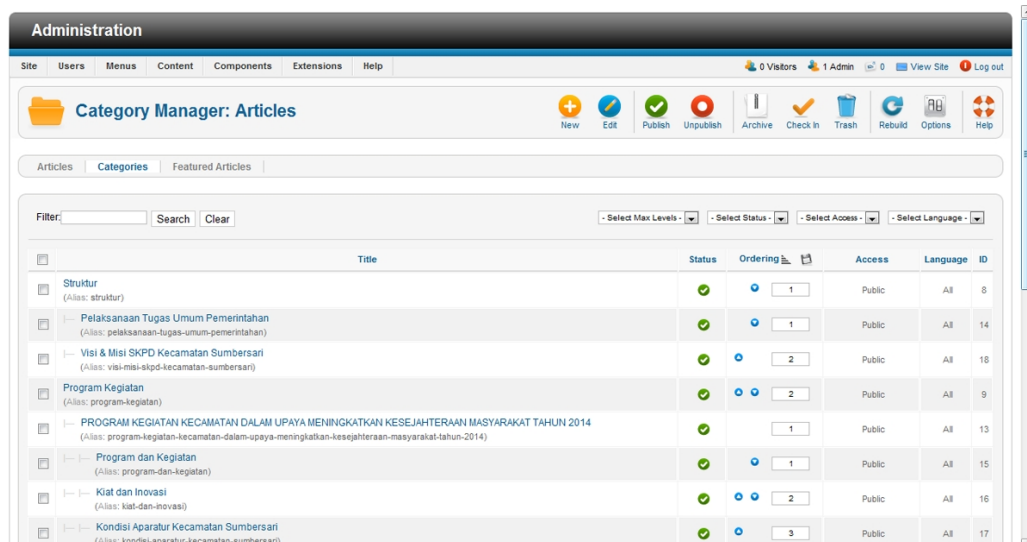 Administration
Site Users Menus Content Components Extensions Help 0 Visitors 1 Admin 0 View Site Log out
Category Manager: Articles
New Edit Publish Unpublish Archive Check In Trash Rebuild Options Help
Articles Categories Featured Articles
Filter: Search Clear - Select Max Levels - - Select Status - - Select Access - - Select Language -
Title Status Ordering Access Language ID
Struktur 1 Public All 8
(Alias: struktur)
Pelaksanaan Tugas Umum Pemerintahan 1 Public All 14
(Alias: pelaksanaan-tugas-umum-pemerintahan)
Visi & Misi SKPD Kecamatan Sumbersari 2 Public All 18
(Alias: visi-misi-skpd-kecamatan-sumbersari)
Program Kegiatan 2 Public All 9
(Alias: program-kegiatan)
PROGRAM KEGIATAN KECAMATAN DALAM UPAYA MENINGKATKAN KESEJAHTERAAN MASYARAKAT TAHUN 2014 1 Public All 13
(Alias: program-kegiatan-kecamatan-dalam-upaya-meningkatkan-kesejahteraan-masyarakat-tahun-2014)
Program dan Kegiatan 1 Public All 15
(Alias: program-dan-kegiatan)
Kiat dan Inovasi 2 Public All 16
(Alias: kiat-dan-inovasi)
Kondisi Aparatur Kecamatan Sumbersari 3 Public All 17
(Alias: kondisi-aparatur-kecamatan-sumbersari)